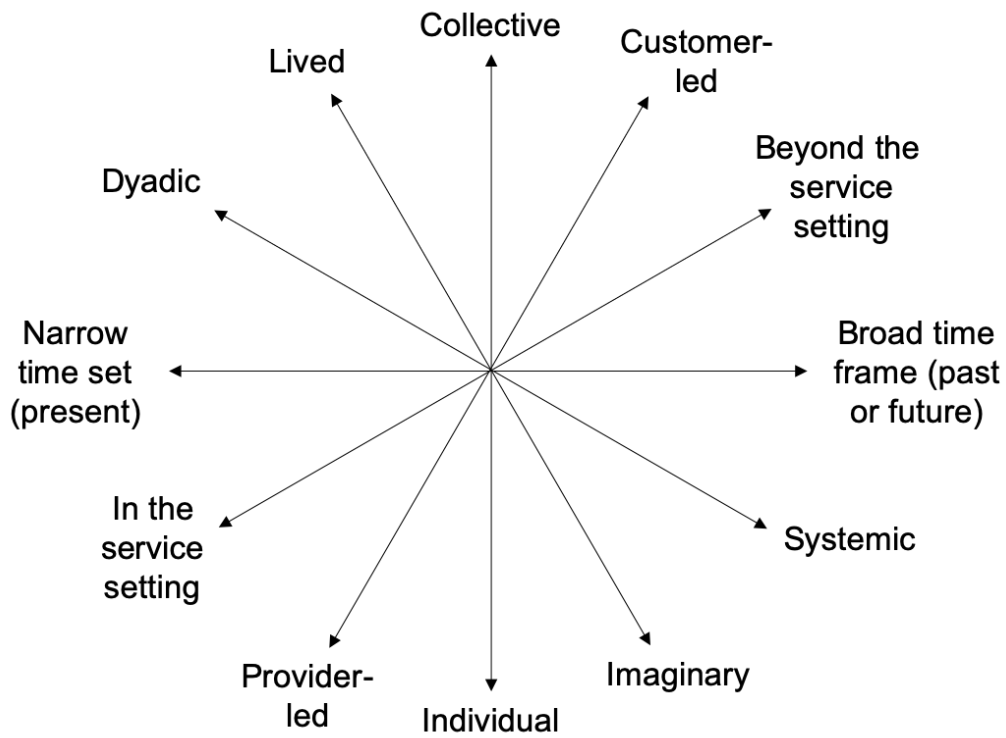 Collective
Customer-
led
Lived
Beyond the
service
setting
Dyadic
Narrow
time set
(present)
Broad time
frame (past
or future)
In the
service
setting
Systemic
Provider-
led
Imaginary
Individual